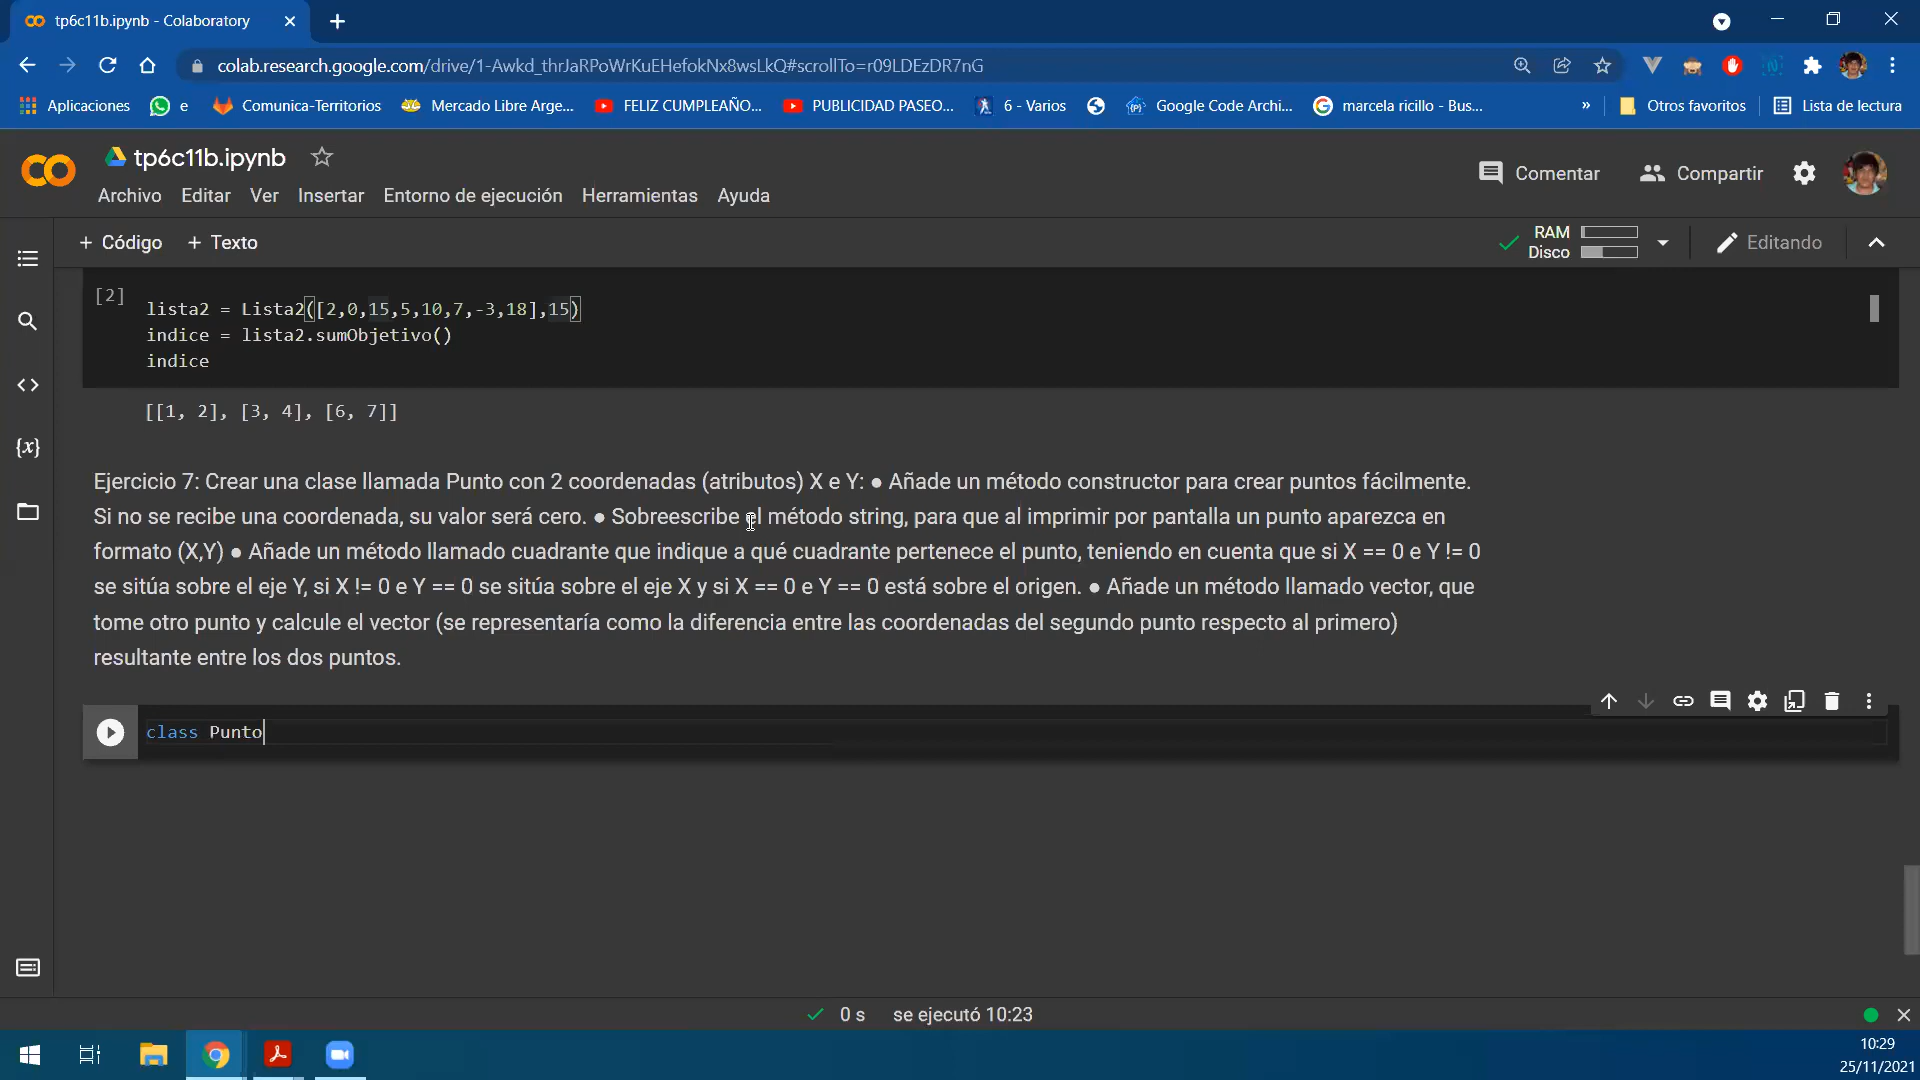 tp6c11b.ipynb - Colaboratory
colab.research.google.com/drive/1-Awkd_thrJaRPoWrKuEHefokNx8wsLkQ#scrollTo=r09LDEzDR7nG
Aplicaciones e Comunica-Territorios Mercado Libre Arge... FELIZ CUMPLEAÑO... PUBLICIDAD PASEO... 6 - Varios Google Code Archi... marcela ricillo - Bus... » Otros favoritos Lista de lectura
tp6c11b.ipynb
Comentar Compartir
Archivo Editar Ver Insertar Entorno de ejecución Herramientas Ayuda
+ Código + Texto
RAM
Disco
Editando
[2]
lista2 = Lista2([2,0,15,5,10,7,-3,18],15)
indice = lista2.sumObjetivo()
indice
[[1, 2], [3, 4], [6, 7]]
Ejercicio 7: Crear una clase llamada Punto con 2 coordenadas (atributos) X e Y: ● Añade un método constructor para crear puntos fácilmente.
Si no se recibe una coordenada, su valor será cero. ● Sobreescribe el método string, para que al imprimir por pantalla un punto aparezca en
formato (X,Y) ● Añade un método llamado cuadrante que indique a qué cuadrante pertenece el punto, teniendo en cuenta que si X == 0 e Y != 0
se sitúa sobre el eje Y, si X != 0 e Y == 0 se sitúa sobre el eje X y si X == 0 e Y == 0 está sobre el origen. ● Añade un método llamado vector, que
tome otro punto y calcule el vector (se representaría como la diferencia entre las coordenadas del segundo punto respecto al primero)
resultante entre los dos puntos.
class Punto
0 s se ejecutó 10:23
10:29
25/11/2021